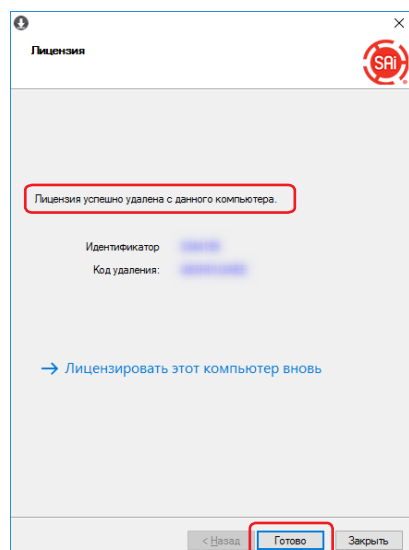 Лицензия
SAi
Лицензия успешно удалена с данного компьютера.
Идентификатор
Код удаления:
→ Лицензировать этот компьютер вновь
< Назад Готово Закрыть